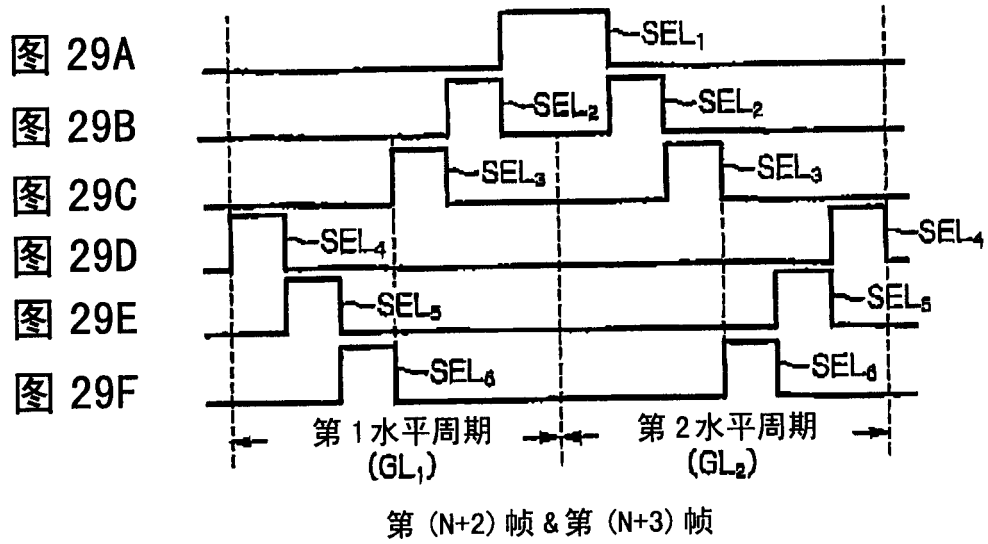 图 29A
SEL₁
图 29B
SEL₂ SEL₂
图 29C
SEL₃ SEL₃
图 29D
SEL₄ SEL₄
图 29E
SEL₅ SEL₅
图 29F
SEL₆ SEL₆
第1水平周期 第2水平周期
(GL₁) (GL₂)
第 (N+2) 帧 & 第 (N+3) 帧